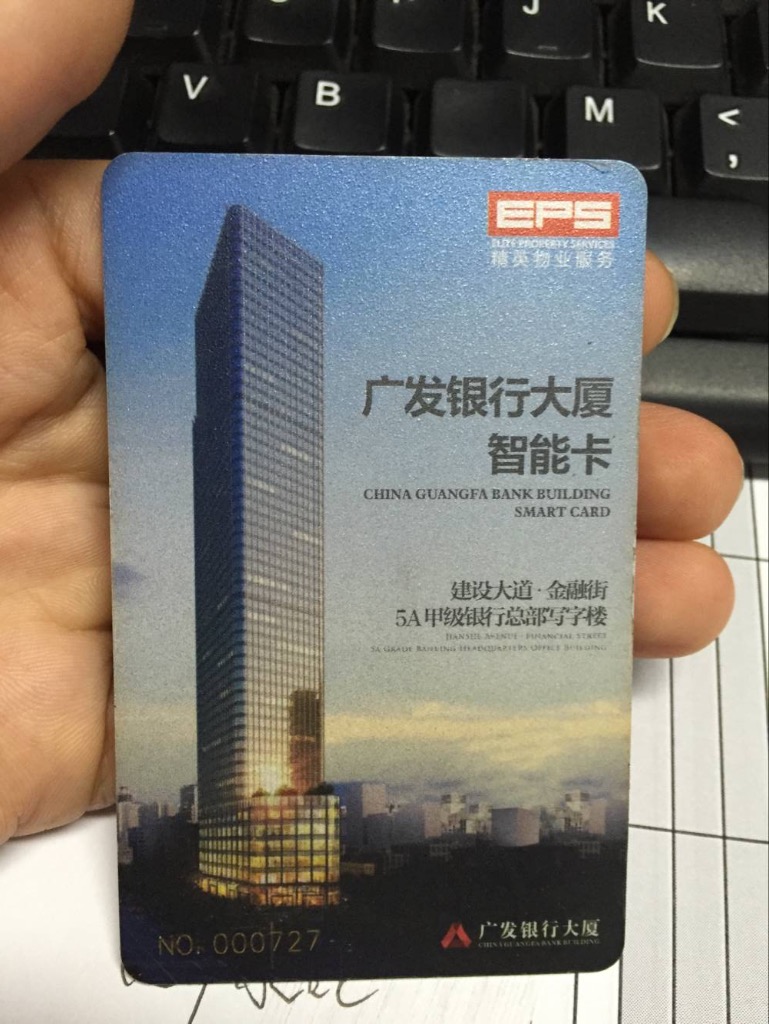 J
K
V
B
M
<
,
EPS
ELITE PROPERTY SERVICES
精英物业服务
广发银行大厦
智能卡
CHINA GUANGFA BANK BUILDING
SMART CARD
建设大道·金融街
5A甲级银行总部写字楼
JIANSHE AVENUE · FINANCIAL STREET
5A GRADE BANKING HEADQUARTERS OFFICE BUILDING
广发银行大厦
CHINA GUANGFA BANK BUILDING
NO. 000727